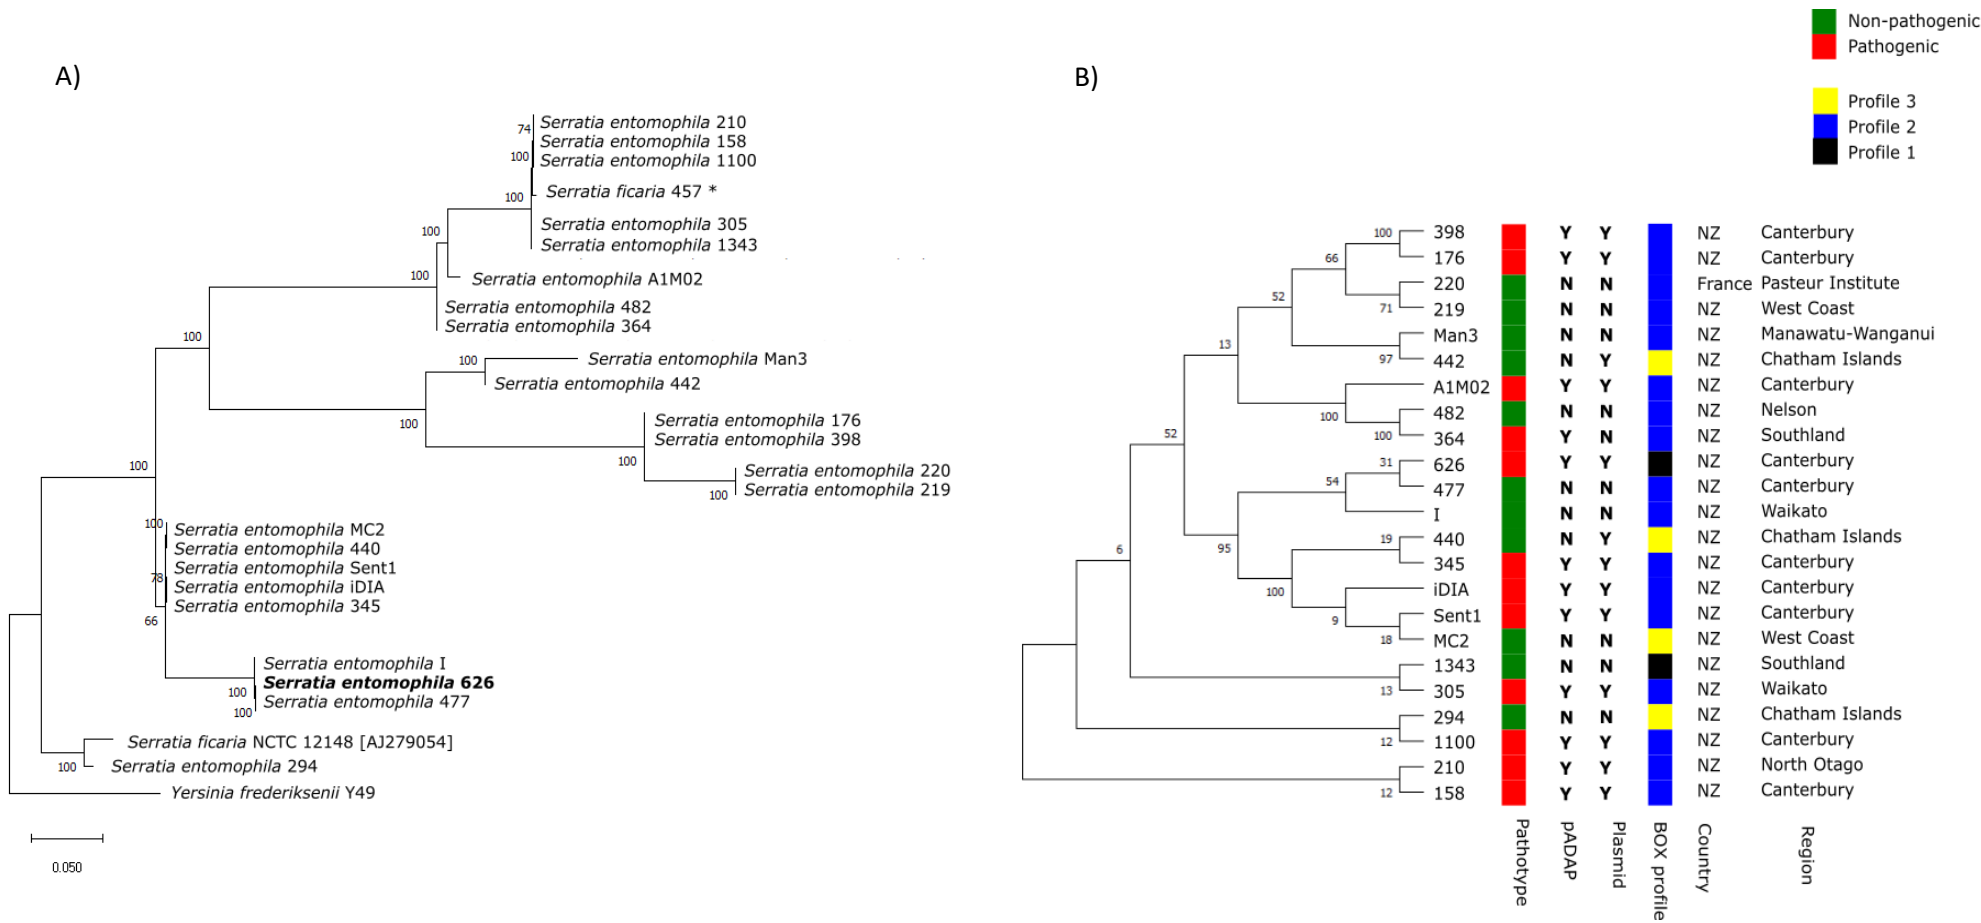 A)
74
Serratia entomophila 210
Serratia entomophila 158
100
Serratia entomophila 1100
100
Serratia ficaria 457 *
Serratia entomophila 305
100
Serratia entomophila 1343
100
Serratia entomophila A1M02
Serratia entomophila 482
Serratia entomophila 364
100
100
Serratia entomophila Man3
Serratia entomophila 442
100
Serratia entomophila 176
Serratia entomophila 398
100
100
Serratia entomophila 220
100
Serratia entomophila 219
100
Serratia entomophila MC2
Serratia entomophila 440
Serratia entomophila Sent1
78
Serratia entomophila iDIA
Serratia entomophila 345
66
Serratia entomophila I
100
Serratia entomophila 626
100
Serratia entomophila 477
Serratia ficaria NCTC 12148 [AJ279054]
100
Serratia entomophila 294
Yersinia frederiksenii Y49
0.050
B)
Non-pathogenic
Pathogenic
Profile 3
Profile 2
Profile 1
100
66
52
71
13
97
100
100
52
31
54
95
19
100
9
18
6
13
12
12
398 Y Y NZ Canterbury
176 Y Y NZ Canterbury
220 N N France Pasteur Institute
219 N N NZ West Coast
Man3 N N NZ Manawatu-Wanganui
442 N Y NZ Chatham Islands
A1M02 Y Y NZ Canterbury
482 N N NZ Nelson
364 Y N NZ Southland
626 Y Y NZ Canterbury
477 N N NZ Canterbury
I N N NZ Waikato
440 N Y NZ Chatham Islands
345 Y Y NZ Canterbury
iDIA Y Y NZ Canterbury
Sent1 Y Y NZ Canterbury
MC2 N N NZ West Coast
1343 N N NZ Southland
305 Y Y NZ Waikato
294 N N NZ Chatham Islands
1100 Y Y NZ Canterbury
210 Y Y NZ North Otago
158 Y Y NZ Canterbury
Pathotype
pADAP
Plasmid
BOX profile
Country
Region